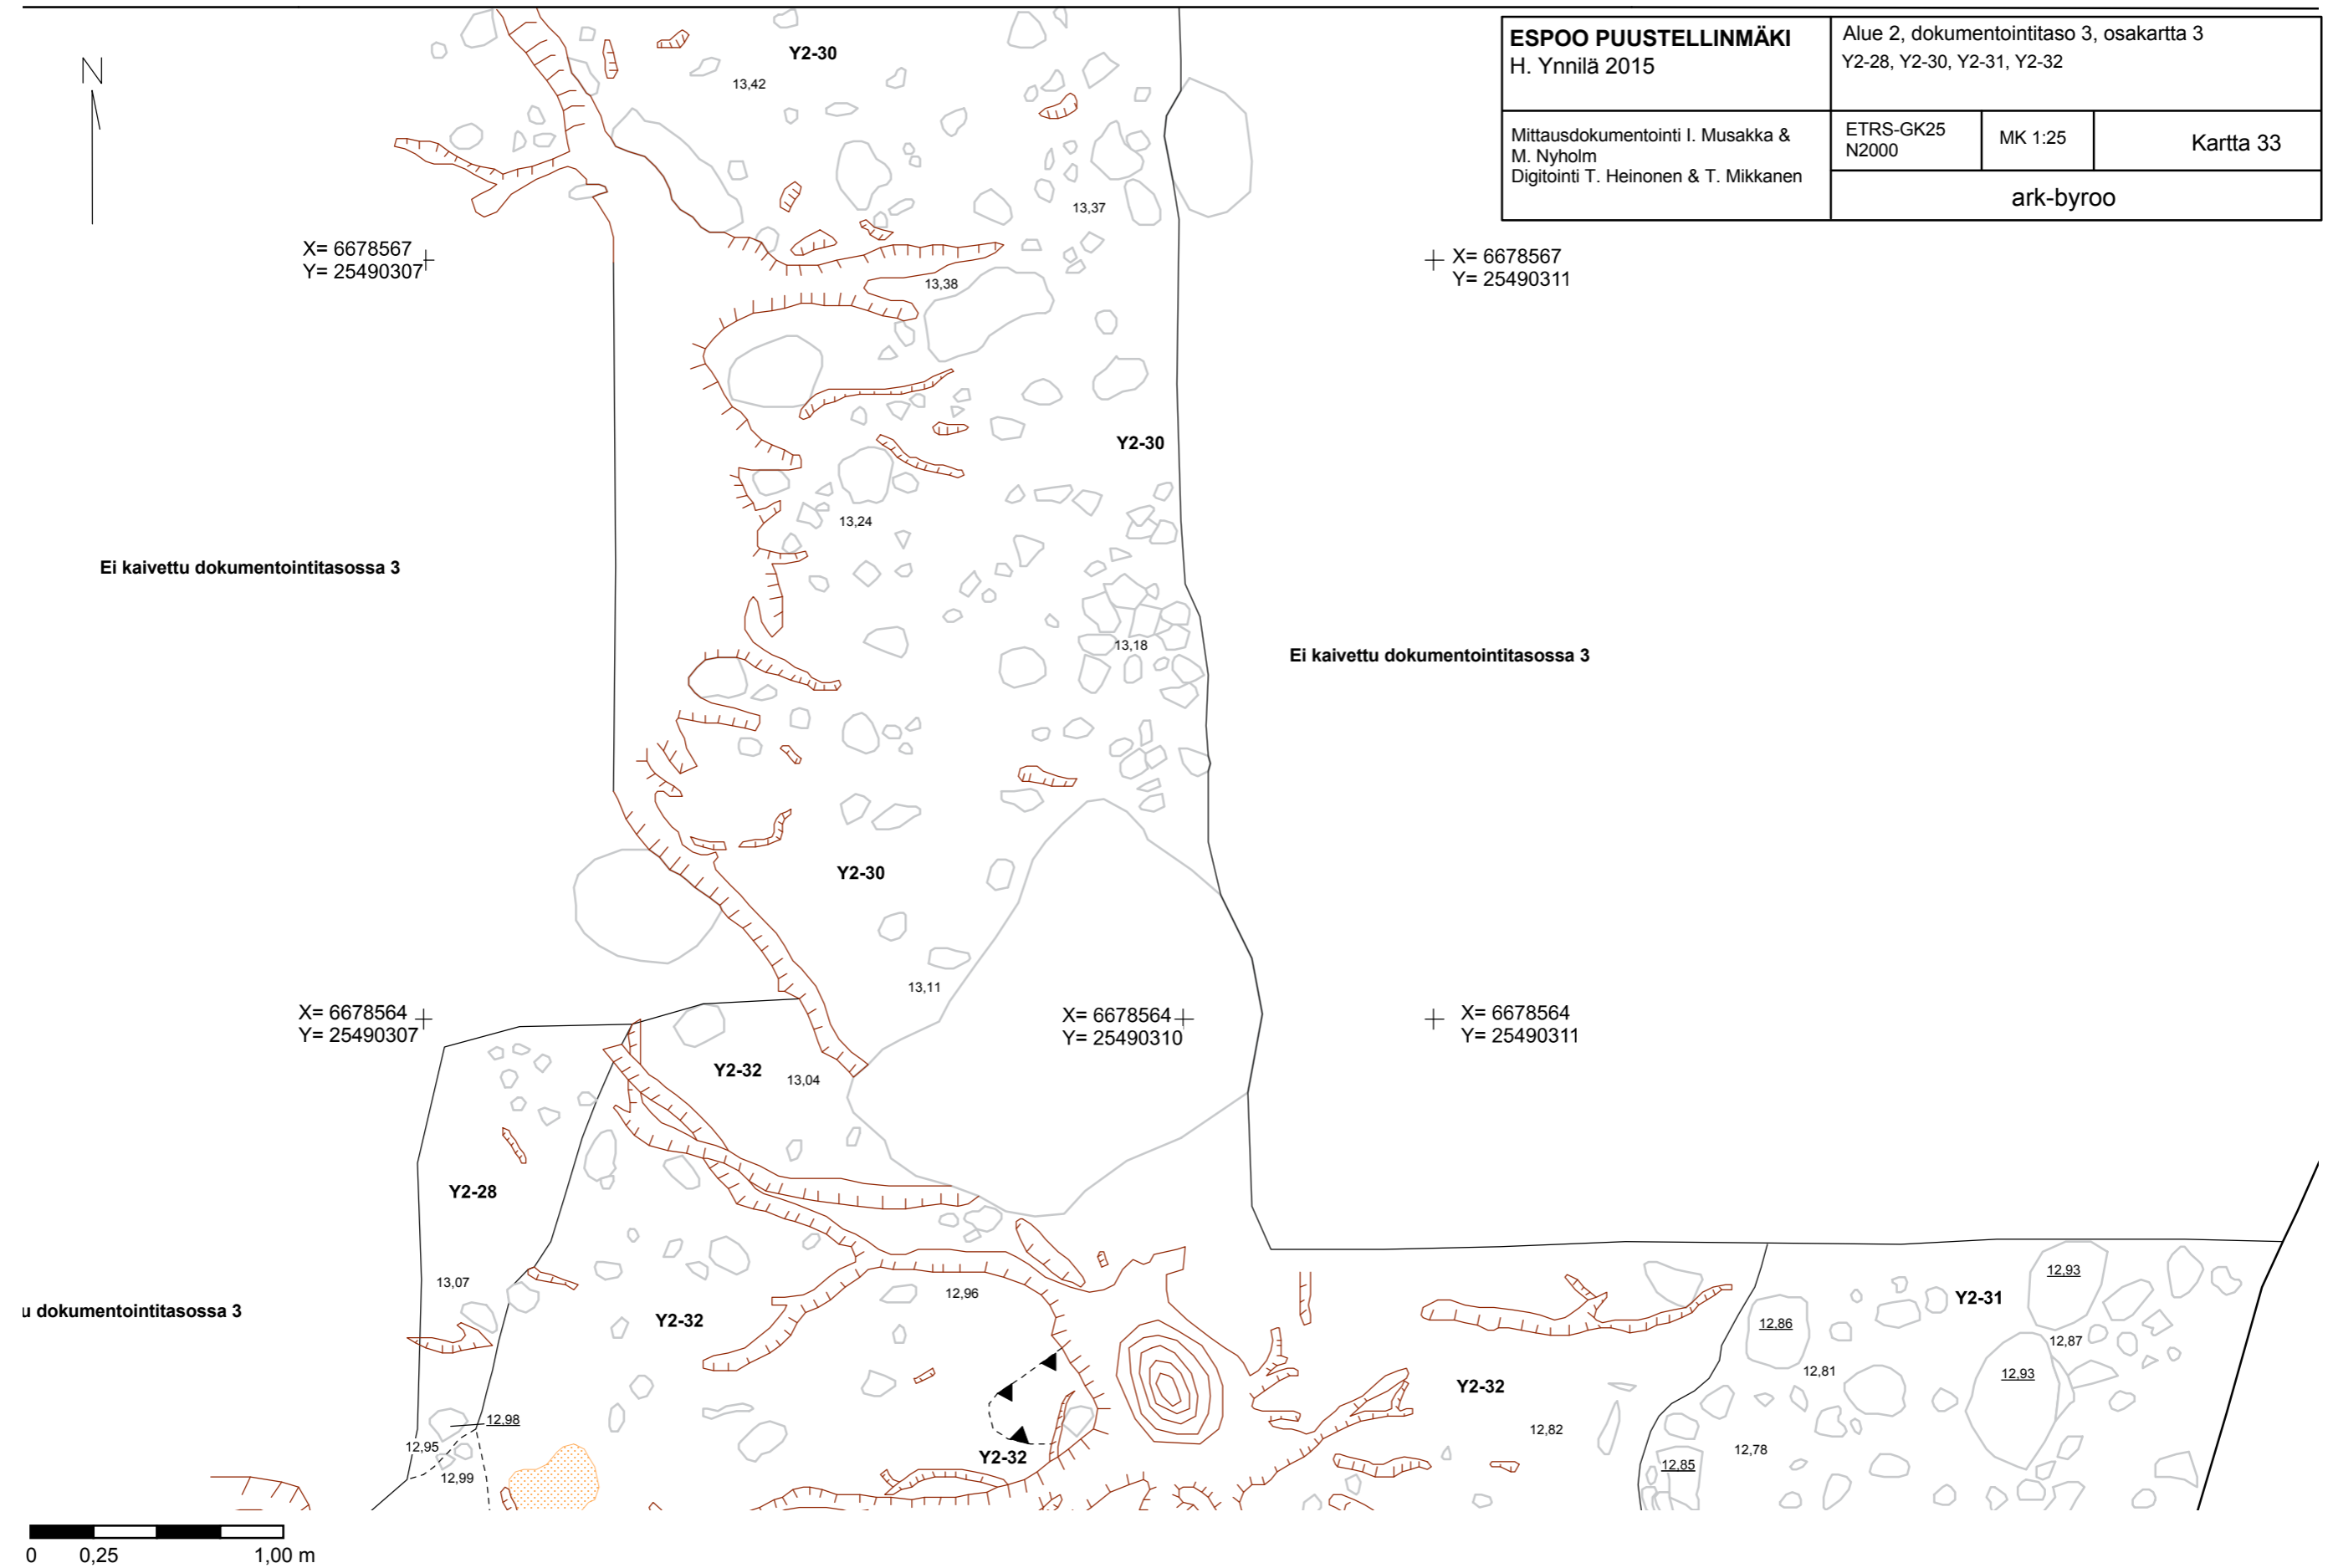 ESPOO PUUSTELLINMÄKI
H. Ynnilä 2015
Alue 2, dokumentointitaso 3, osakartta 3
Y2-28, Y2-30, Y2-31, Y2-32
Mittausdokumentointi I. Musakka &
M. Nyholm
Digitointi T. Heinonen & T. Mikkanen
ETRS-GK25
N2000
MK 1:25
Kartta 33
ark-byroo
N
Y2-30
13,42
13,37
X= 6678567
Y= 25490307
X= 6678567
Y= 25490311
13,38
Y2-30
13,24
Ei kaivettu dokumentointitasossa 3
13,18
Ei kaivettu dokumentointitasossa 3
Y2-30
13,11
X= 6678564
Y= 25490307
X= 6678564
Y= 25490310
X= 6678564
Y= 25490311
Y2-32
13,04
Y2-28
13,07
12,96
12,93
Y2-31
u dokumentointitasossa 3
Y2-32
12,86
12,87
12,81
12,93
Y2-32
12,98
12,82
12,95
12,78
Y2-32
12,85
12,99
0
0,25
1,00 m